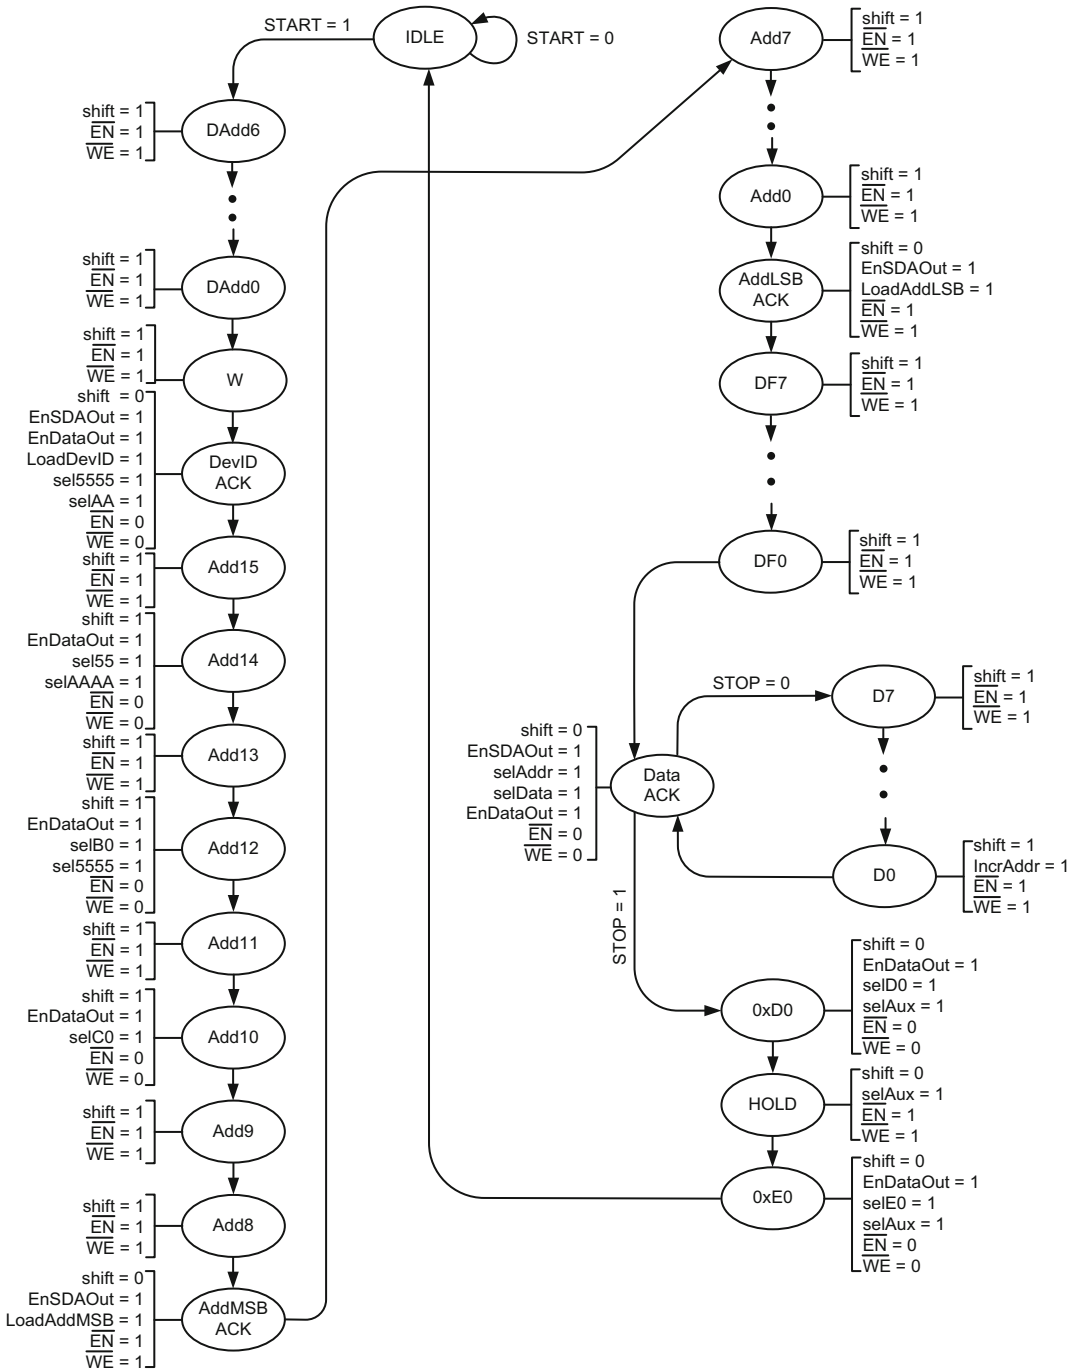 START = 1
IDLE
START = 0
shift = 1
EN = 1
WE = 1
DAdd6
shift = 1
EN = 1
WE = 1
DAdd0
shift = 1
EN = 1
WE = 1
W
shift = 0
EnSDAOut = 1
EnDataOut = 1
LoadDevID = 1
sel5555 = 1
selAA = 1
EN = 0
WE = 0
DevID
ACK
shift = 1
EN = 1
WE = 1
Add15
shift = 1
EnDataOut = 1
sel55 = 1
selAAAA = 1
EN = 0
WE = 0
Add14
shift = 1
EN = 1
WE = 1
Add13
shift = 1
EnDataOut = 1
selB0 = 1
sel5555 = 1
EN = 0
WE = 0
Add12
shift = 1
EN = 1
WE = 1
Add11
shift = 1
EnDataOut = 1
selC0 = 1
EN = 0
WE = 0
Add10
shift = 1
EN = 1
WE = 1
Add9
shift = 1
EN = 1
WE = 1
Add8
shift = 0
EnSDAOut = 1
LoadAddMSB = 1
EN = 1
WE = 1
AddMSB
ACK
Add7
shift = 1
EN = 1
WE = 1
Add0
shift = 1
EN = 1
WE = 1
AddLSB
ACK
shift = 0
EnSDAOut = 1
LoadAddLSB = 1
EN = 1
WE = 1
DF7
shift = 1
EN = 1
WE = 1
DF0
shift = 1
EN = 1
WE = 1
STOP = 0
D7
shift = 1
EN = 1
WE = 1
shift = 0
EnSDAOut = 1
selAddr = 1
selData = 1
EnDataOut = 1
EN = 0
WE = 0
Data
ACK
D0
shift = 1
IncrAddr = 1
EN = 1
WE = 1
STOP = 1
0xD0
shift = 0
EnDataOut = 1
selD0 = 1
selAux = 1
EN = 0
WE = 0
HOLD
shift = 0
selAux = 1
EN = 1
WE = 1
0xE0
shift = 0
EnDataOut = 1
selE0 = 1
selAux = 1
EN = 0
WE = 0